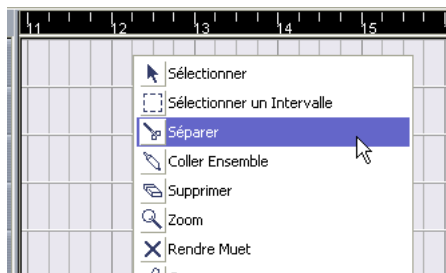 11 12 13 14 15
Sélectionner
Sélectionner un Intervalle
Séparer
Coller Ensemble
Supprimer
Zoom
Rendre Muet